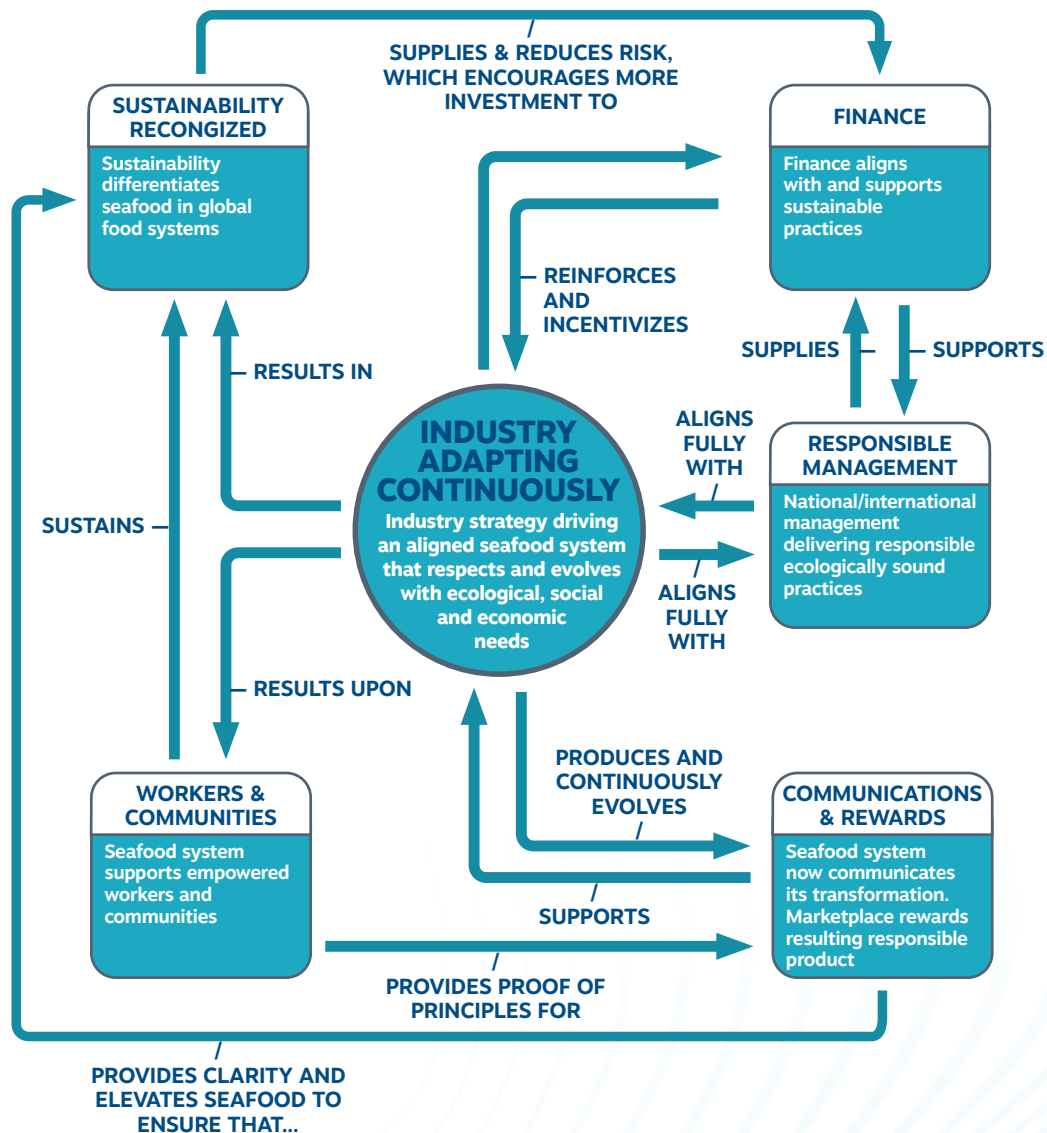 SUPPLIES & REDUCES RISK,
WHICH ENCOURAGES MORE
INVESTMENT TO
SUSTAINABILITY
RECONGIZED
Sustainability
differentiates
seafood in global
food systems
FINANCE
Finance aligns
with and supports
sustainable
practices
REINFORCES
AND
INCENTIVIZES
SUPPLIES
SUPPORTS
RESULTS IN
INDUSTRY
ADAPTING
CONTINUOUSLY
Industry strategy driving
an aligned seafood system
that respects and evolves
with ecological, social
and economic
needs
ALIGNS
FULLY
WITH
RESPONSIBLE
MANAGEMENT
National/international
management
delivering responsible
ecologically sound
practices
SUSTAINS
ALIGNS
FULLY
WITH
RESULTS UPON
PRODUCES AND
CONTINUOUSLY
EVOLVES
WORKERS &
COMMUNITIES
Seafood system
supports empowered
workers and
communities
COMMUNICATIONS
& REWARDS
Seafood system
now communicates
its transformation.
Marketplace rewards
resulting responsible
product
SUPPORTS
PROVIDES PROOF OF
PRINCIPLES FOR
PROVIDES CLARITY AND
ELEVATES SEAFOOD TO
ENSURE THAT...